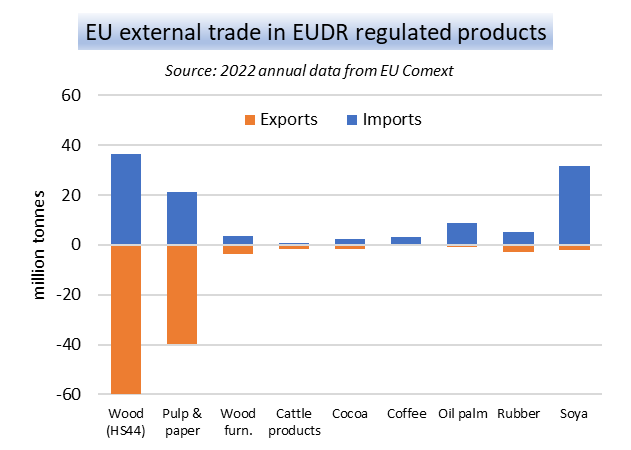 EU external trade in EUDR regulated products
Source: 2022 annual data from EU Comext
Exports
Imports
million tonnes
60
40
20
0
-20
-40
-60
Wood (HS44)
Pulp & paper
Wood furn.
Cattle products
Cocoa
Coffee
Oil palm
Rubber
Soya